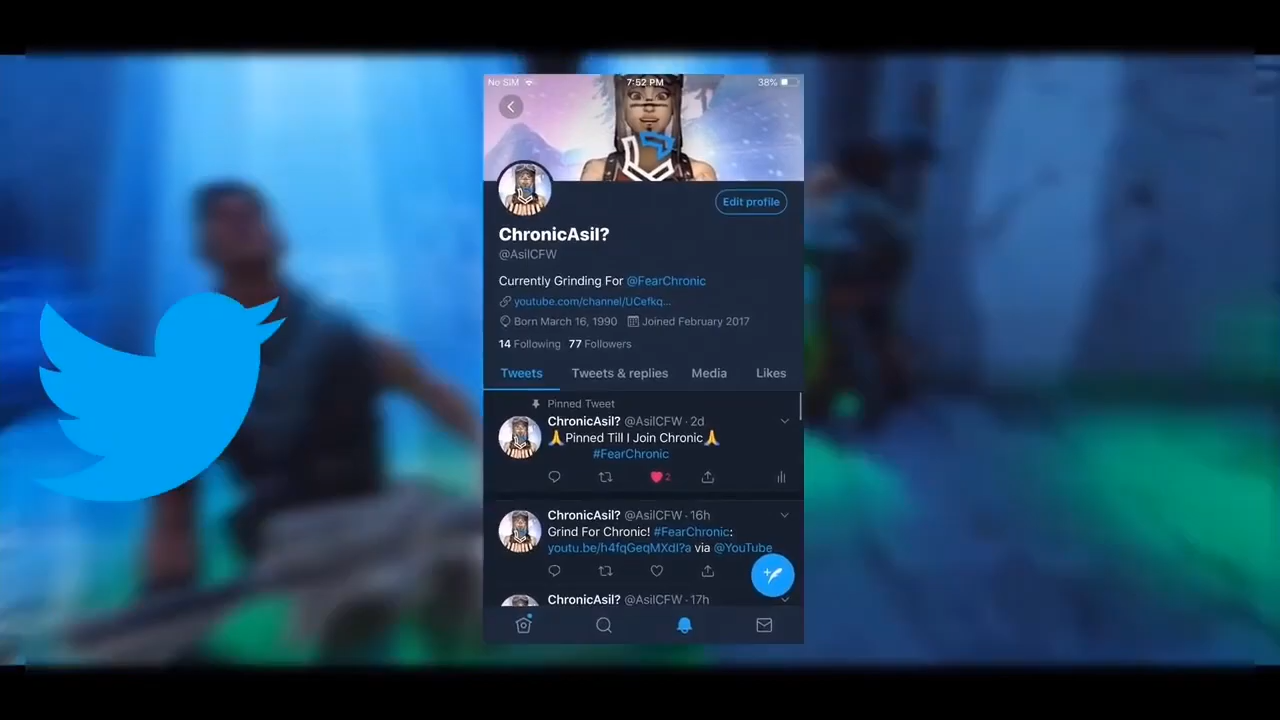 No SIM
7:52 PM
38%
Edit profile
ChronicAsil?
@AsilCFW
Currently Grinding For @FearChronic
youtube.com/channel/UCefkq...
Born March 16, 1990 Joined February 2017
14 Following 77 Followers
Tweets Tweets & replies Media Likes
Pinned Tweet
ChronicAsil? @AsilCFW · 2d
🙏Pinned Till I Join Chronic🙏
#FearChronic
2
ChronicAsil? @AsilCFW · 16h
Grind For Chronic! #FearChronic:
youtu.be/h4fqGeqMXdI?a via @YouTube
ChronicAsil? @AsilCFW · 17h